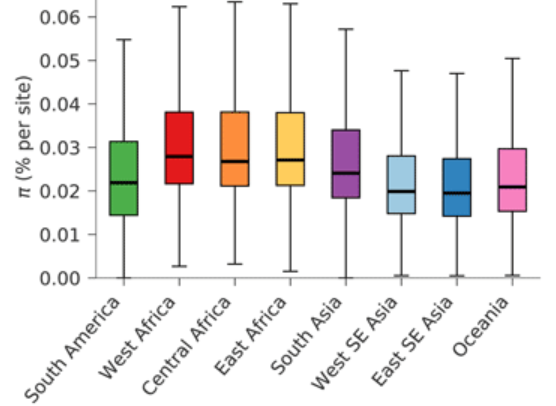 0.06
0.05
0.04
0.03
0.02
0.01
0.00
π (% per site)
South America
West Africa
Central Africa
East Africa
South Asia
West SE Asia
East SE Asia
Oceania